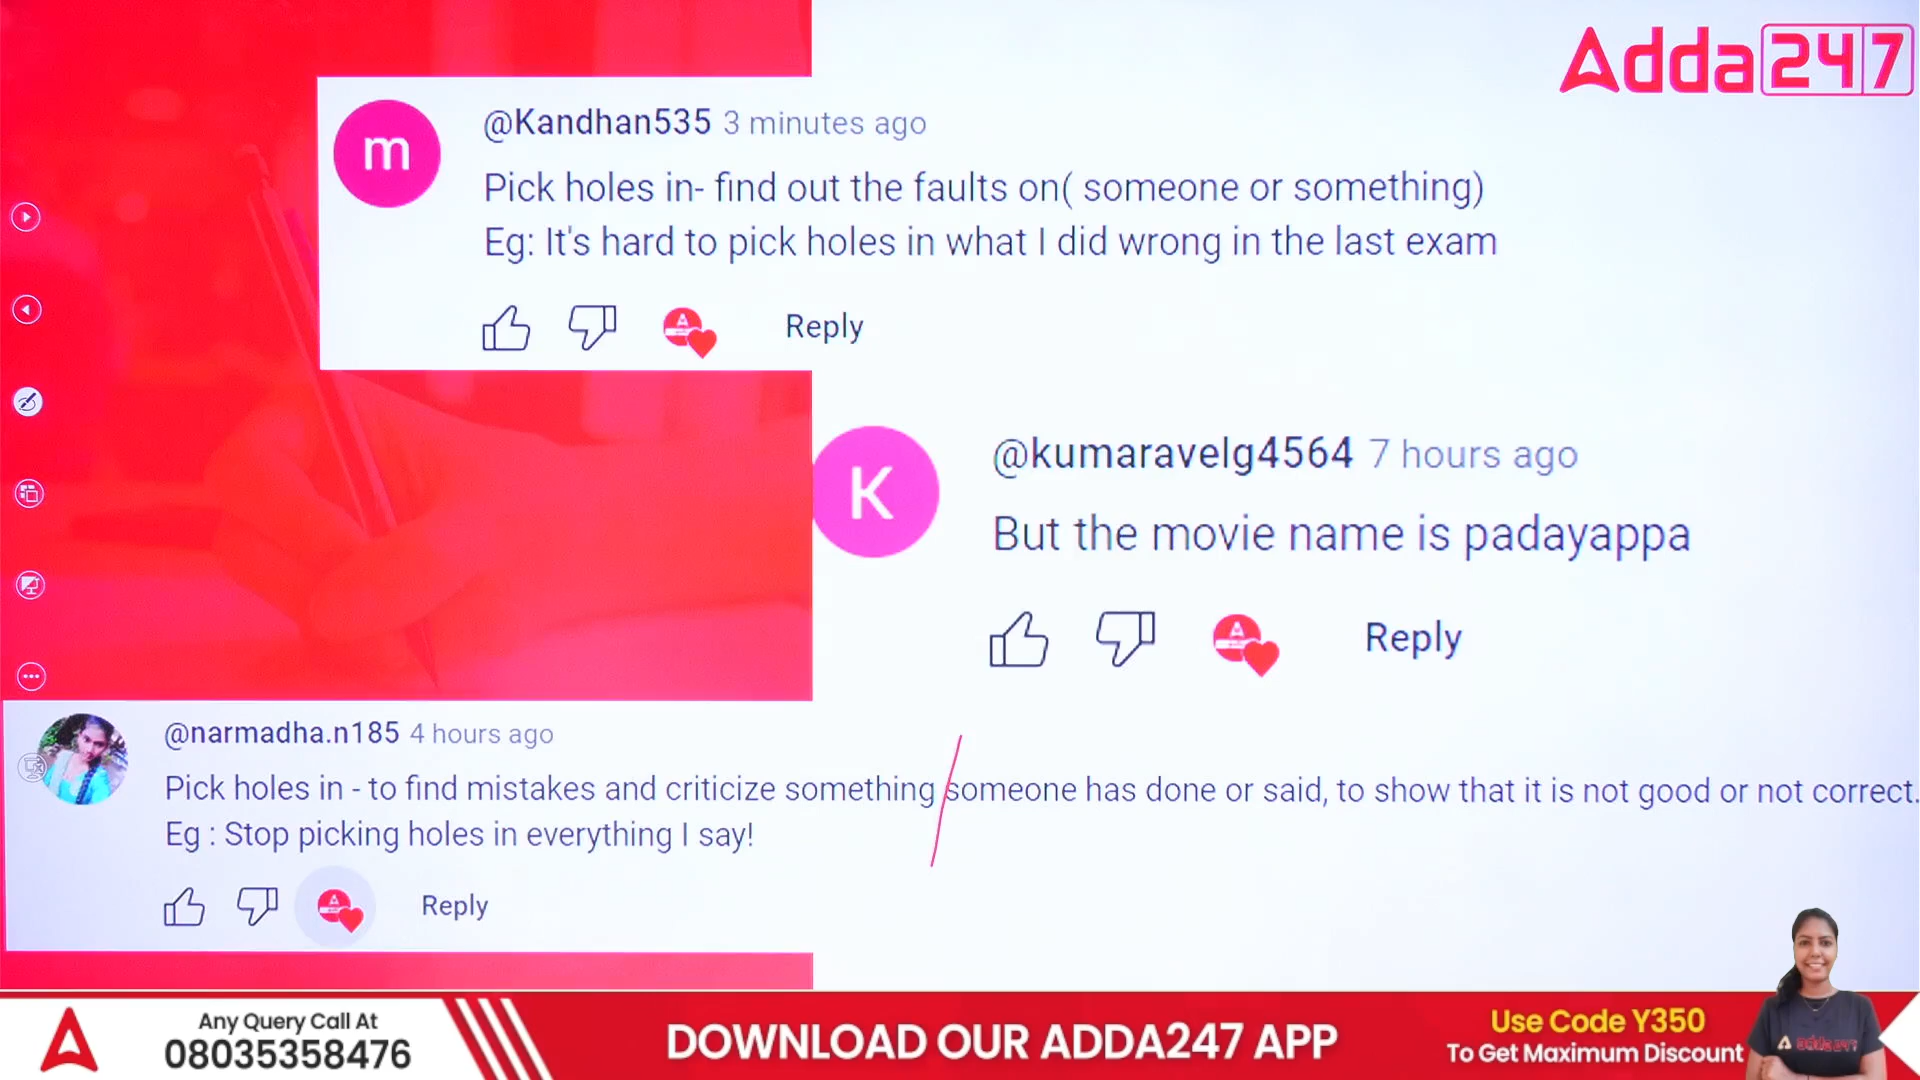 Adda247
m
@Kandhan535 3 minutes ago
Pick holes in- find out the faults on( someone or something)
Eg: It's hard to pick holes in what I did wrong in the last exam
Reply
K
@kumaravelg4564 7 hours ago
But the movie name is padayappa
Reply
@narmadha.n185 4 hours ago
Pick holes in - to find mistakes and criticize something someone has done or said, to show that it is not good or not correct.
Eg : Stop picking holes in everything I say!
Reply
Any Query Call At
08035358476
DOWNLOAD OUR ADDA247 APP
Use Code Y350
To Get Maximum Discount
adda247